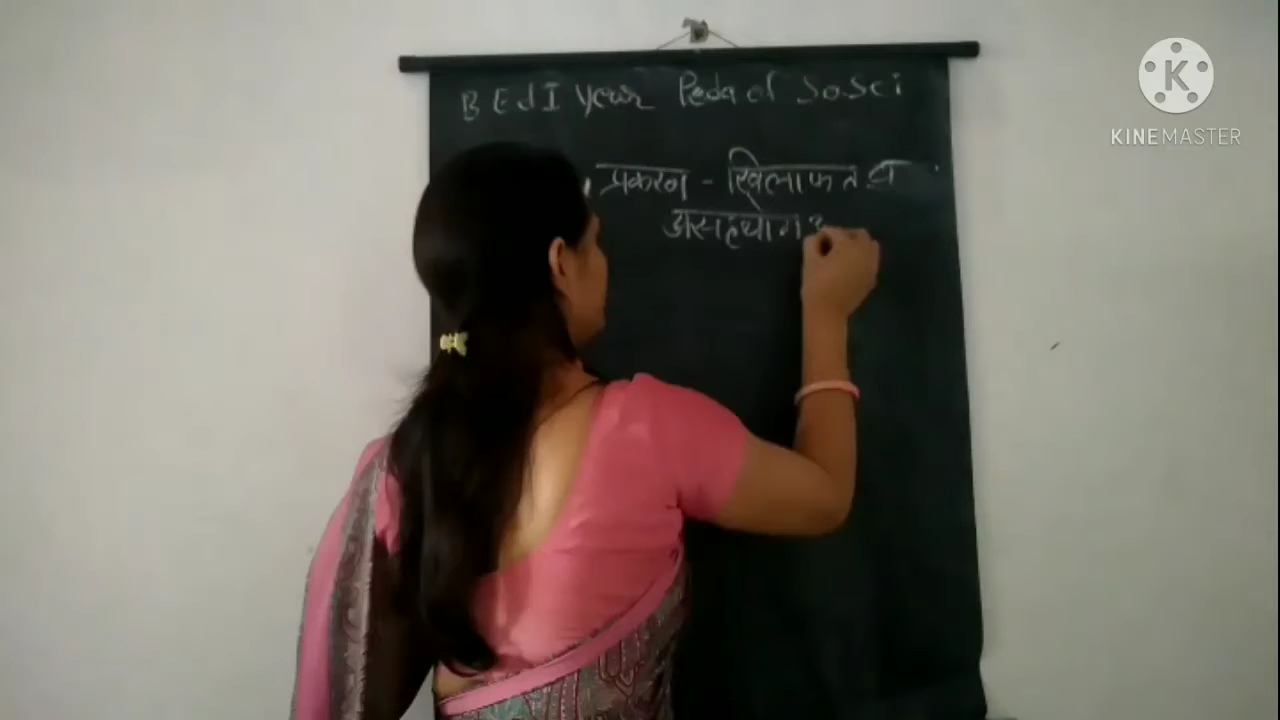 B Ed I year Peda of So.Sci
प्रकरण - खिलाफत व
असहयोग
K
KINEMASTER